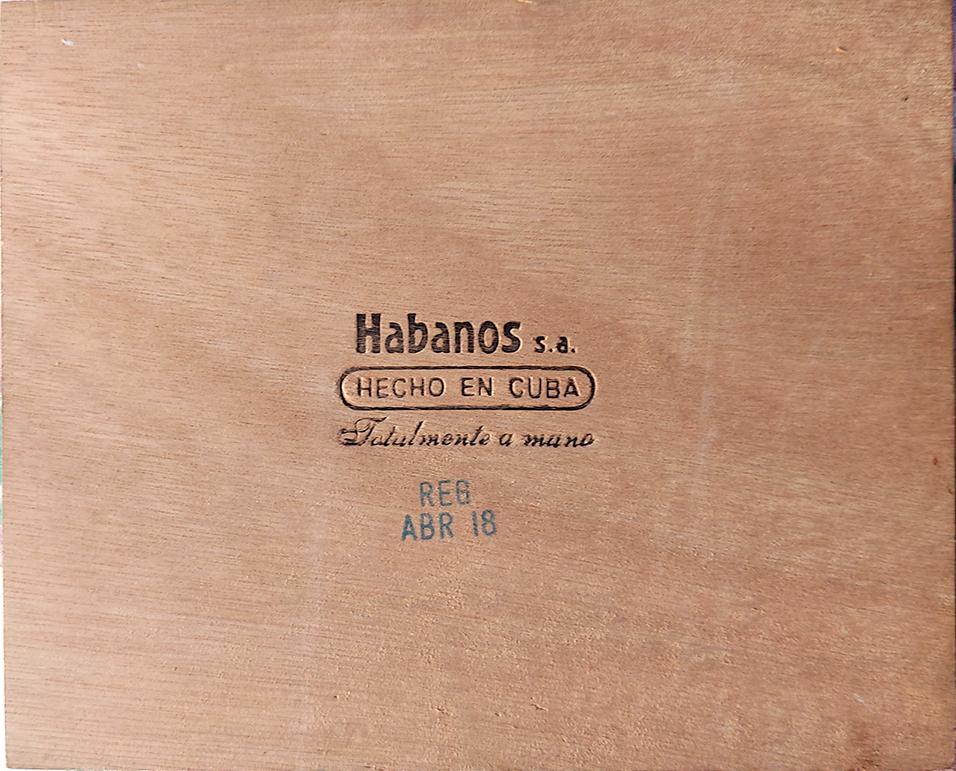 Habanos s.a.
HECHO EN CUBA
Totalmente a mano
REG
ABR 18